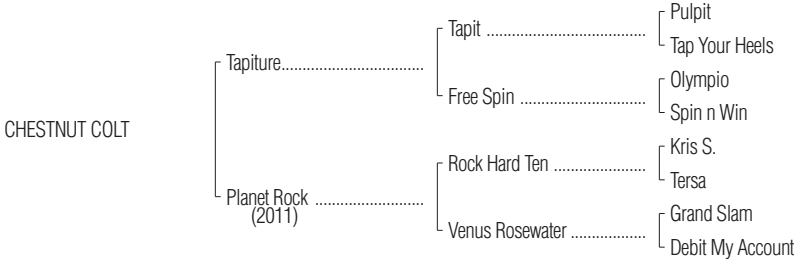 Pulpit
Tapit ......................................
Tap Your Heels
Tapiture..................................
Olympio
Free Spin ..............................
Spin n Win
CHESTNUT COLT
Kris S.
Rock Hard Ten ......................
Tersa
Planet Rock ..........................
(2011)
Grand Slam
Venus Rosewater ..................
Debit My Account